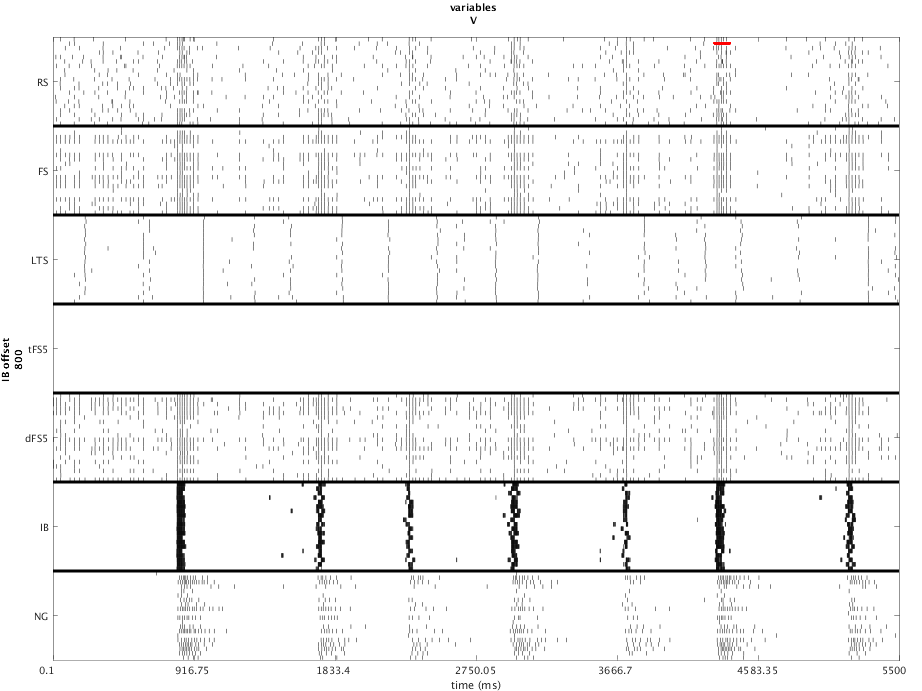 variables
V
RS
FS
LTS
IB offset
800
tFS5
dFS5
IB
NG
0.1 916.75 1833.4 2750.05 3666.7 4583.35 5500
time (ms)